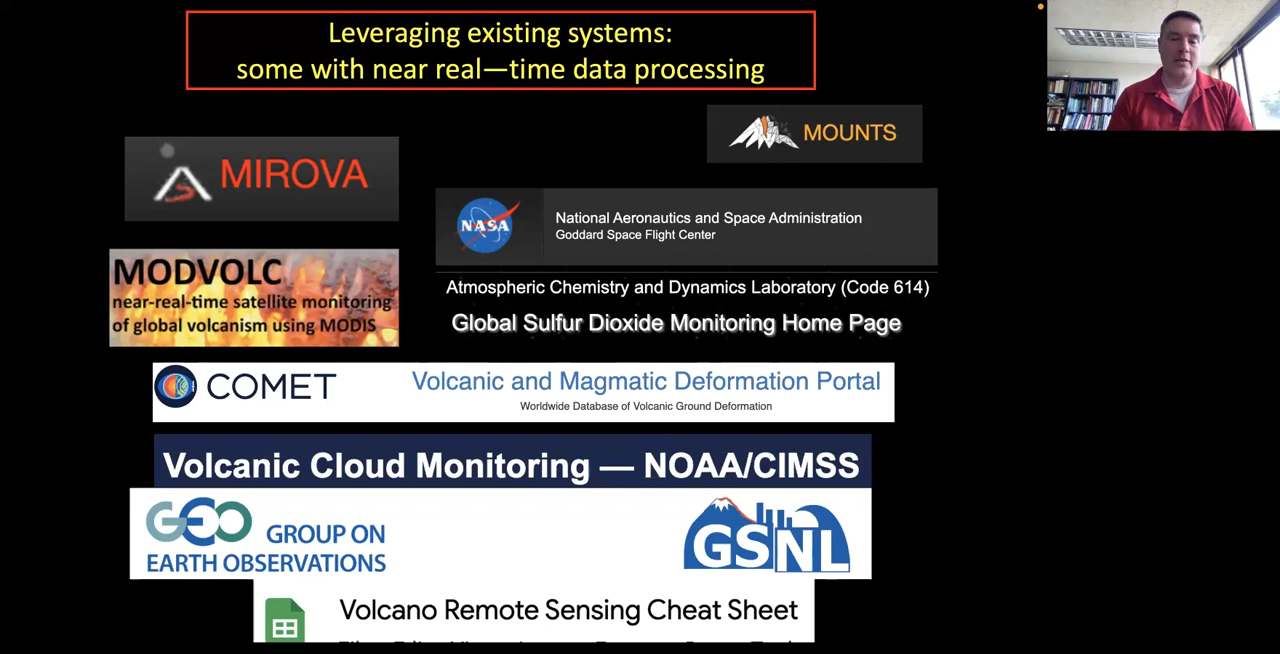 Leveraging existing systems:
some with near real—time data processing
MOUNTS
MIROVA
NASA
National Aeronautics and Space Administration
Goddard Space Flight Center
MODVOLC
near-real-time satellite monitoring
of global volcanism using MODIS
Atmospheric Chemistry and Dynamics Laboratory (Code 614)
Global Sulfur Dioxide Monitoring Home Page
COMET
Volcanic and Magmatic Deformation Portal
Worldwide Database of Volcanic Ground Deformation
Volcanic Cloud Monitoring — NOAA/CIMSS
GEO GROUP ON
EARTH OBSERVATIONS
GSNL
Volcano Remote Sensing Cheat Sheet